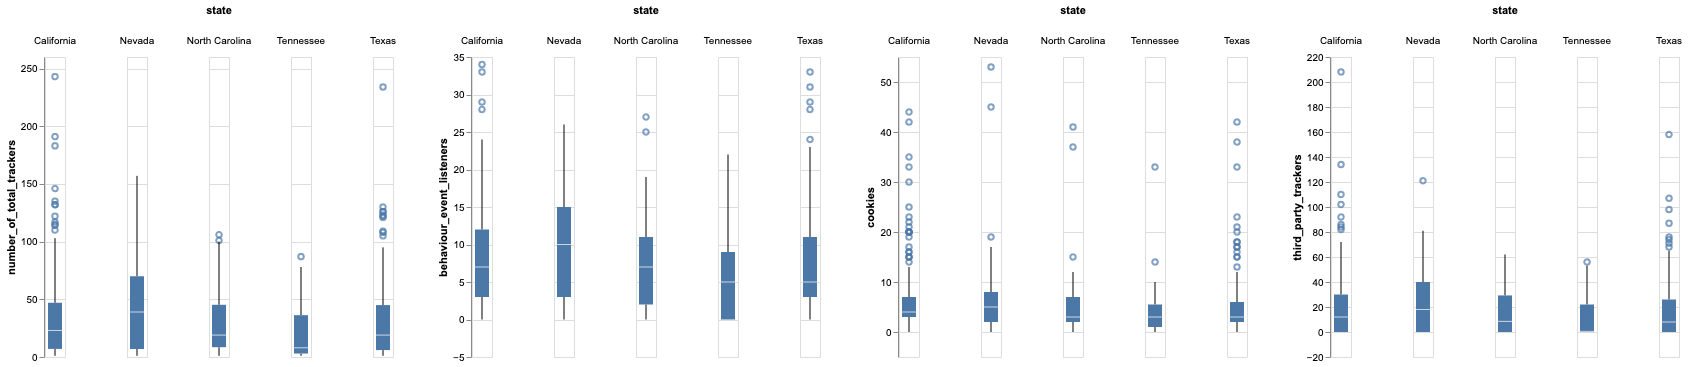 state
California Nevada North Carolina Tennessee Texas
number_of_total_trackers
250
200
150
100
50
0
state
California Nevada North Carolina Tennessee Texas
behaviour_event_listeners
35
30
25
20
15
10
5
0
−5
state
California Nevada North Carolina Tennessee Texas
cookies
50
40
30
20
10
0
state
California Nevada North Carolina Tennessee Texas
third_party_trackers
220
200
180
160
140
120
100
80
60
40
20
0
−20